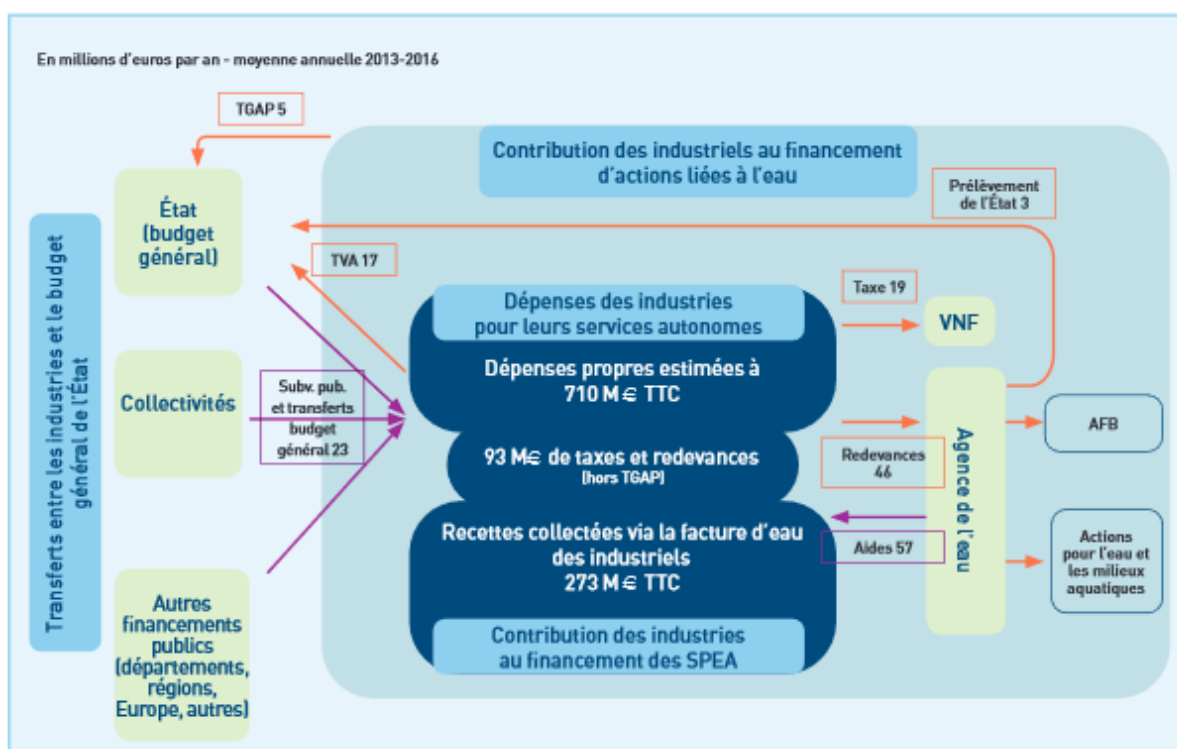 En millions d'euros par an - moyenne annuelle 2013-2016
TGAP 5
Contribution des industriels au financement
d'actions liées à l'eau
Prélèvement
de l'État 3
Transferts entre les industries et le budget
général de l'État
État
(budget
général)
TVA 17
Taxe 19
VNF
Dépenses des industries
pour leurs services autonomes
Dépenses propres estimées à
710 M€ TTC
Collectivités
Subv. pub.
et transferts
budget
général 23
93 M€ de taxes et redevances
(hors TGAP)
Redevances
46
Agence de l'eau
AFB
Recettes collectées via la facture d'eau
des industriels
273 M€ TTC
Aides 57
Actions
pour l'eau et
les milieux
aquatiques
Autres
financements
publics
(départements,
régions,
Europe, autres)
Contribution des industries
au financement des SPEA